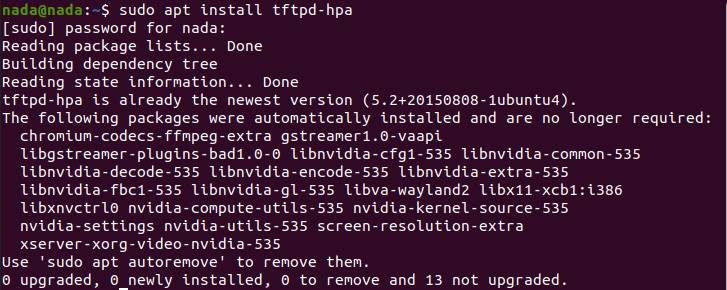 nada@nada:~$ sudo apt install tftpd-hpa
[sudo] password for nada:
Reading package lists... Done
Building dependency tree
Reading state information... Done
tftpd-hpa is already the newest version (5.2+20150808-1ubuntu4).
The following packages were automatically installed and are no longer required:
  chromium-codecs-ffmpeg-extra gstreamer1.0-vaapi
  libgstreamer-plugins-bad1.0-0 libnvidia-cfg1-535 libnvidia-common-535
  libnvidia-decode-535 libnvidia-encode-535 libnvidia-extra-535
  libnvidia-fbc1-535 libnvidia-gl-535 libva-wayland2 libx11-xcb1:i386
  libxnvctrl0 nvidia-compute-utils-535 nvidia-kernel-source-535
  nvidia-settings nvidia-utils-535 screen-resolution-extra
  xserver-xorg-video-nvidia-535
Use 'sudo apt autoremove' to remove them.
0 upgraded, 0 newly installed, 0 to remove and 13 not upgraded.